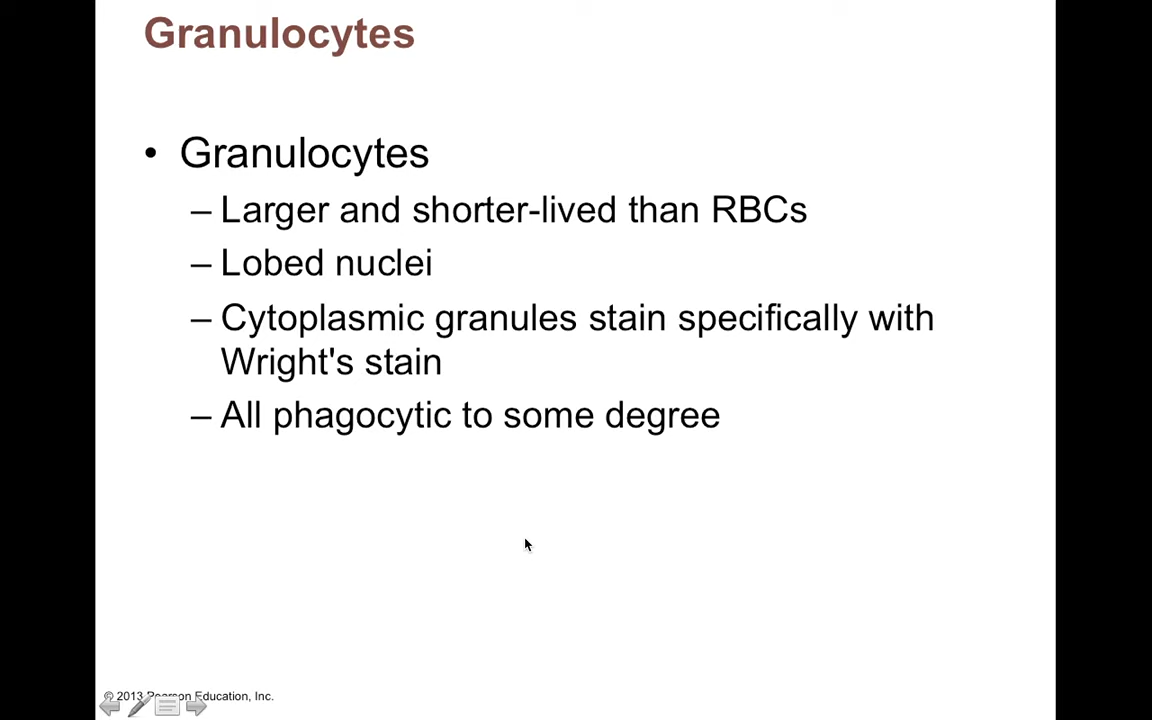 Granulocytes
• Granulocytes
– Larger and shorter-lived than RBCs
– Lobed nuclei
– Cytoplasmic granules stain specifically with
Wright's stain
– All phagocytic to some degree
© 2013 Pearson Education, Inc.